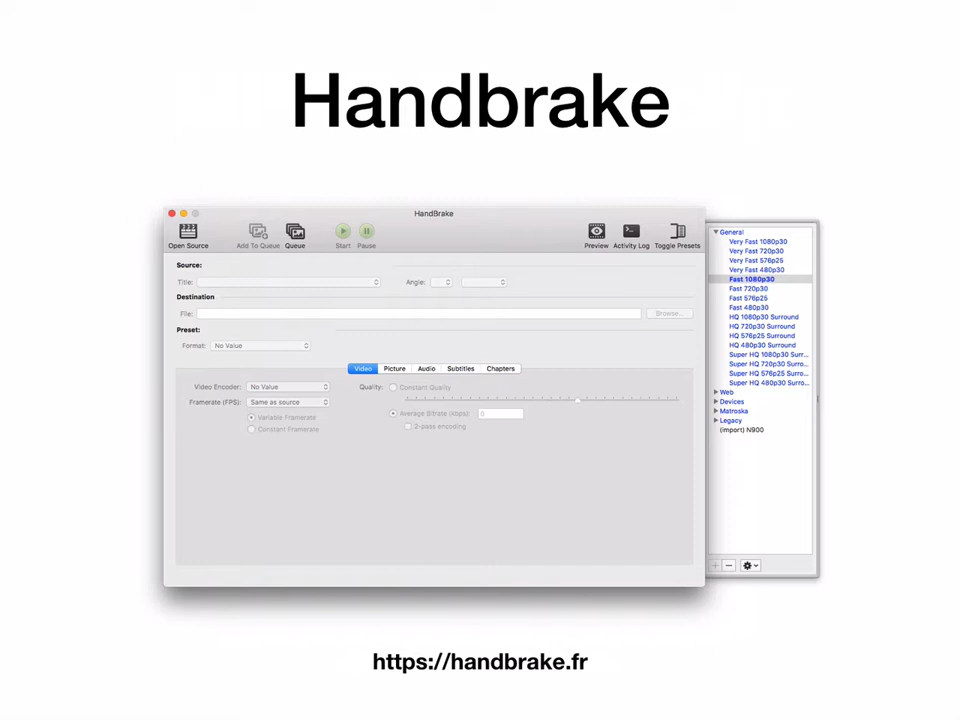 Handbrake
HandBrake
Open Source Add To Queue Queue Start Pause Preview Activity Log Toggle Presets
Source:
Title: Angle:
Destination
File: Browse...
Preset:
Format: No Value
Video Picture Audio Subtitles Chapters
Video Encoder: No Value Quality: Constant Quality
Framerate (FPS): Same as source
Variable Framerate Average Bitrate (kbps): 0
Constant Framerate 2-pass encoding
General
Very Fast 1080p30
Very Fast 720p30
Very Fast 576p25
Very Fast 480p30
Fast 1080p30
Fast 720p30
Fast 576p25
Fast 480p30
HQ 1080p30 Surround
HQ 720p30 Surround
HQ 576p25 Surround
HQ 480p30 Surround
Super HQ 1080p30 Surr...
Super HQ 720p30 Surro...
Super HQ 576p25 Surro...
Super HQ 480p30 Surro...
Web
Devices
Matroska
Legacy
(import) N900
https://handbrake.fr